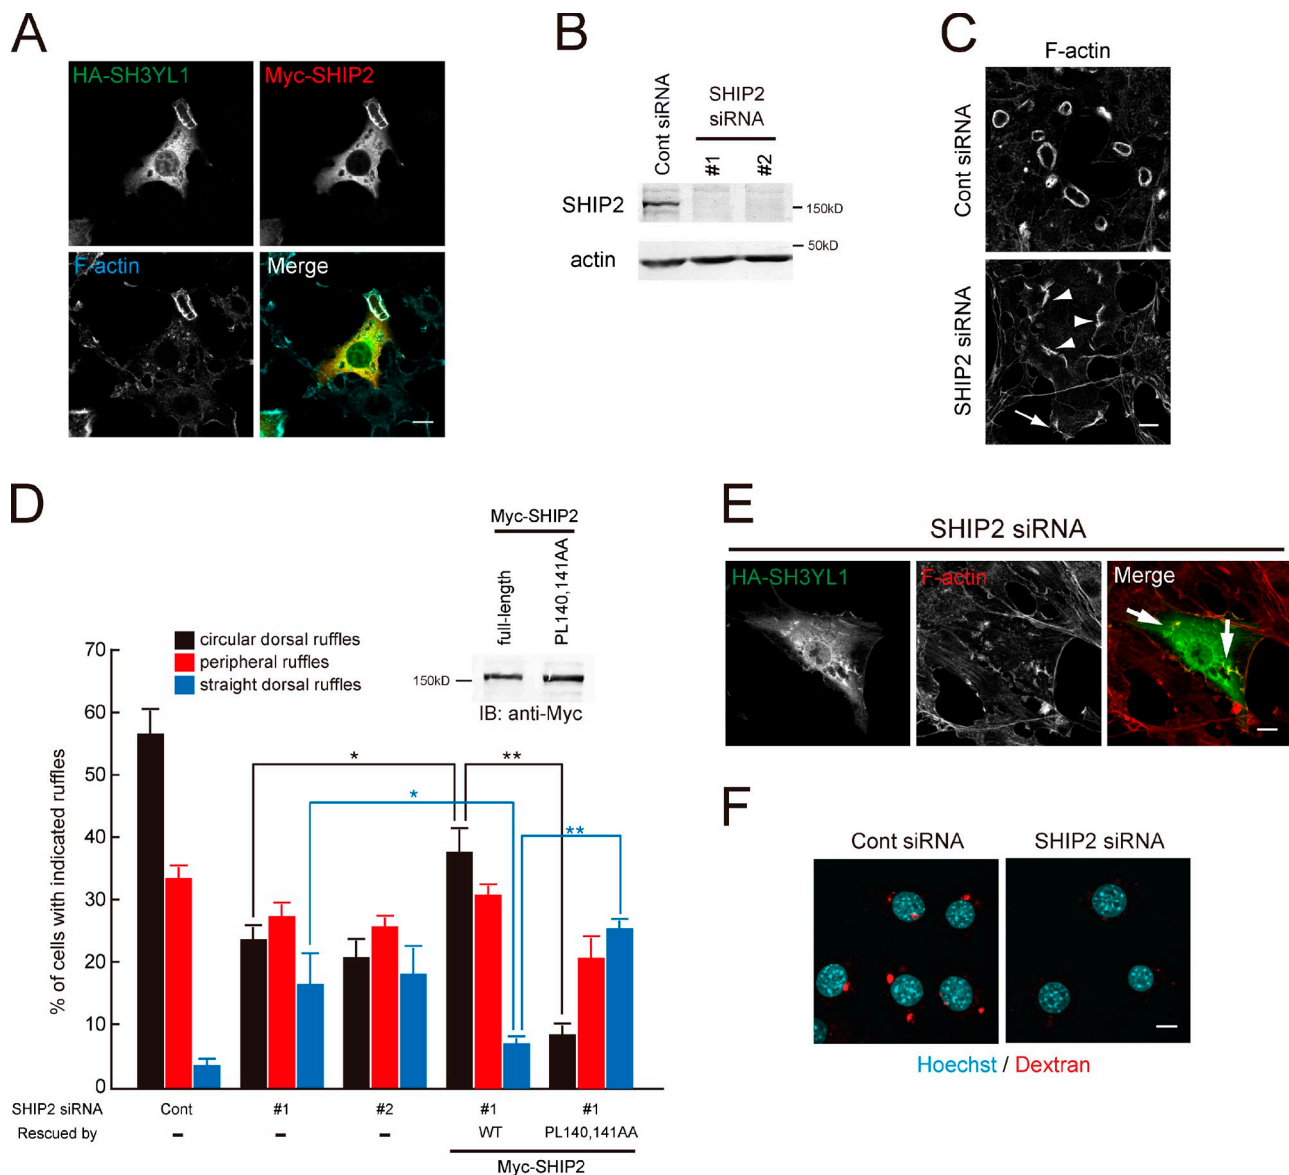 A
HA-SH3YL1
Myc-SHIP2
F-actin
Merge
B
Cont siRNA
SHIP2
siRNA
#1
#2
SHIP2
150kD
50kD
actin
C
F-actin
Cont siRNA
SHIP2 siRNA
D
Myc-SHIP2
full-length
PL140,141AA
150kD
IB: anti-Myc
circular dorsal ruffles
peripheral ruffles
straight dorsal ruffles
% of cells with indicated ruffles
70
60
50
40
30
20
10
0
*
**
*
**
SHIP2 siRNA Cont #1 #2 #1 #1
Rescued by – – – WT PL140,141AA
Myc-SHIP2
E
SHIP2 siRNA
HA-SH3YL1
F-actin
Merge
F
Cont siRNA
SHIP2 siRNA
Hoechst / Dextran